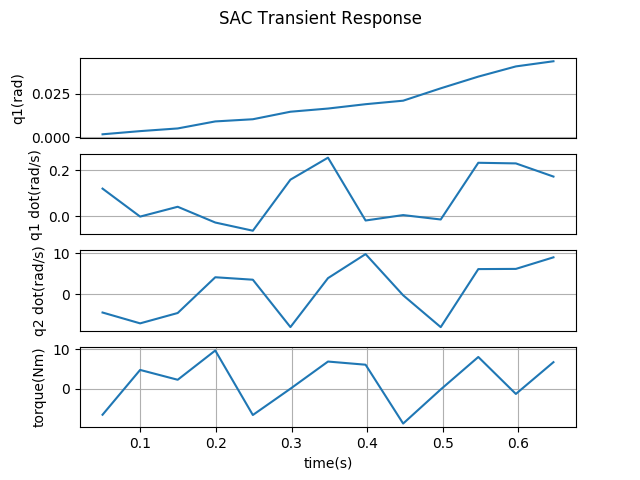 SAC Transient Response
q1(rad)
0.025
0.000
q1 dot(rad/s)
0.2
0.0
q2 dot(rad/s)
10
0
torque(Nm)
10
0
0.1 0.2 0.3 0.4 0.5 0.6
time(s)